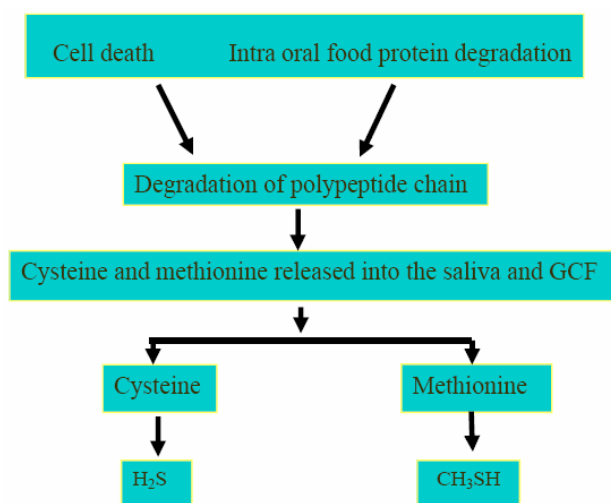 Cell death Intra oral food protein degradation
Degradation of polypeptide chain
Cysteine and methionine released into the saliva and GCF
Cysteine Methionine
H₂S CH₃SH